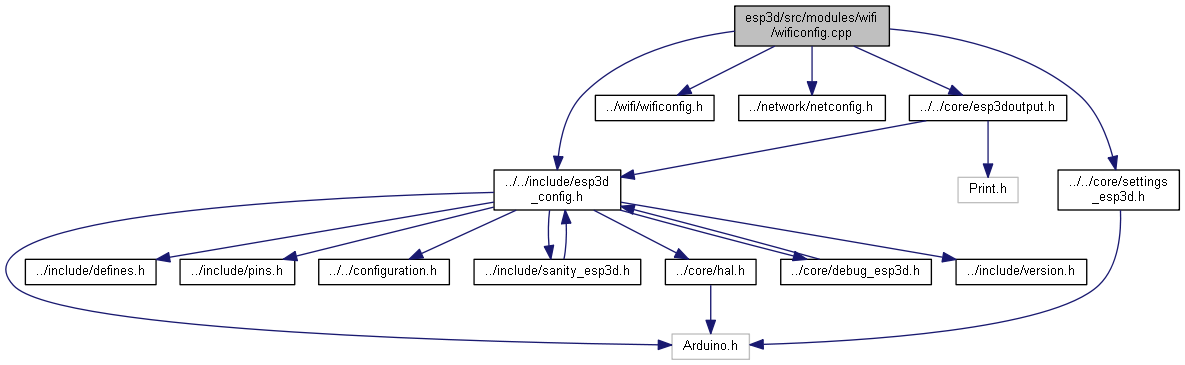 esp3d/src/modules/wifi
/wificonfig.cpp
../wifi/wificonfig.h
../network/netconfig.h
../../core/esp3doutput.h
../../include/esp3d
_config.h
Print.h
../../core/settings
_esp3d.h
../include/defines.h
../include/pins.h
../../configuration.h
../include/sanity_esp3d.h
../core/hal.h
../core/debug_esp3d.h
../include/version.h
Arduino.h